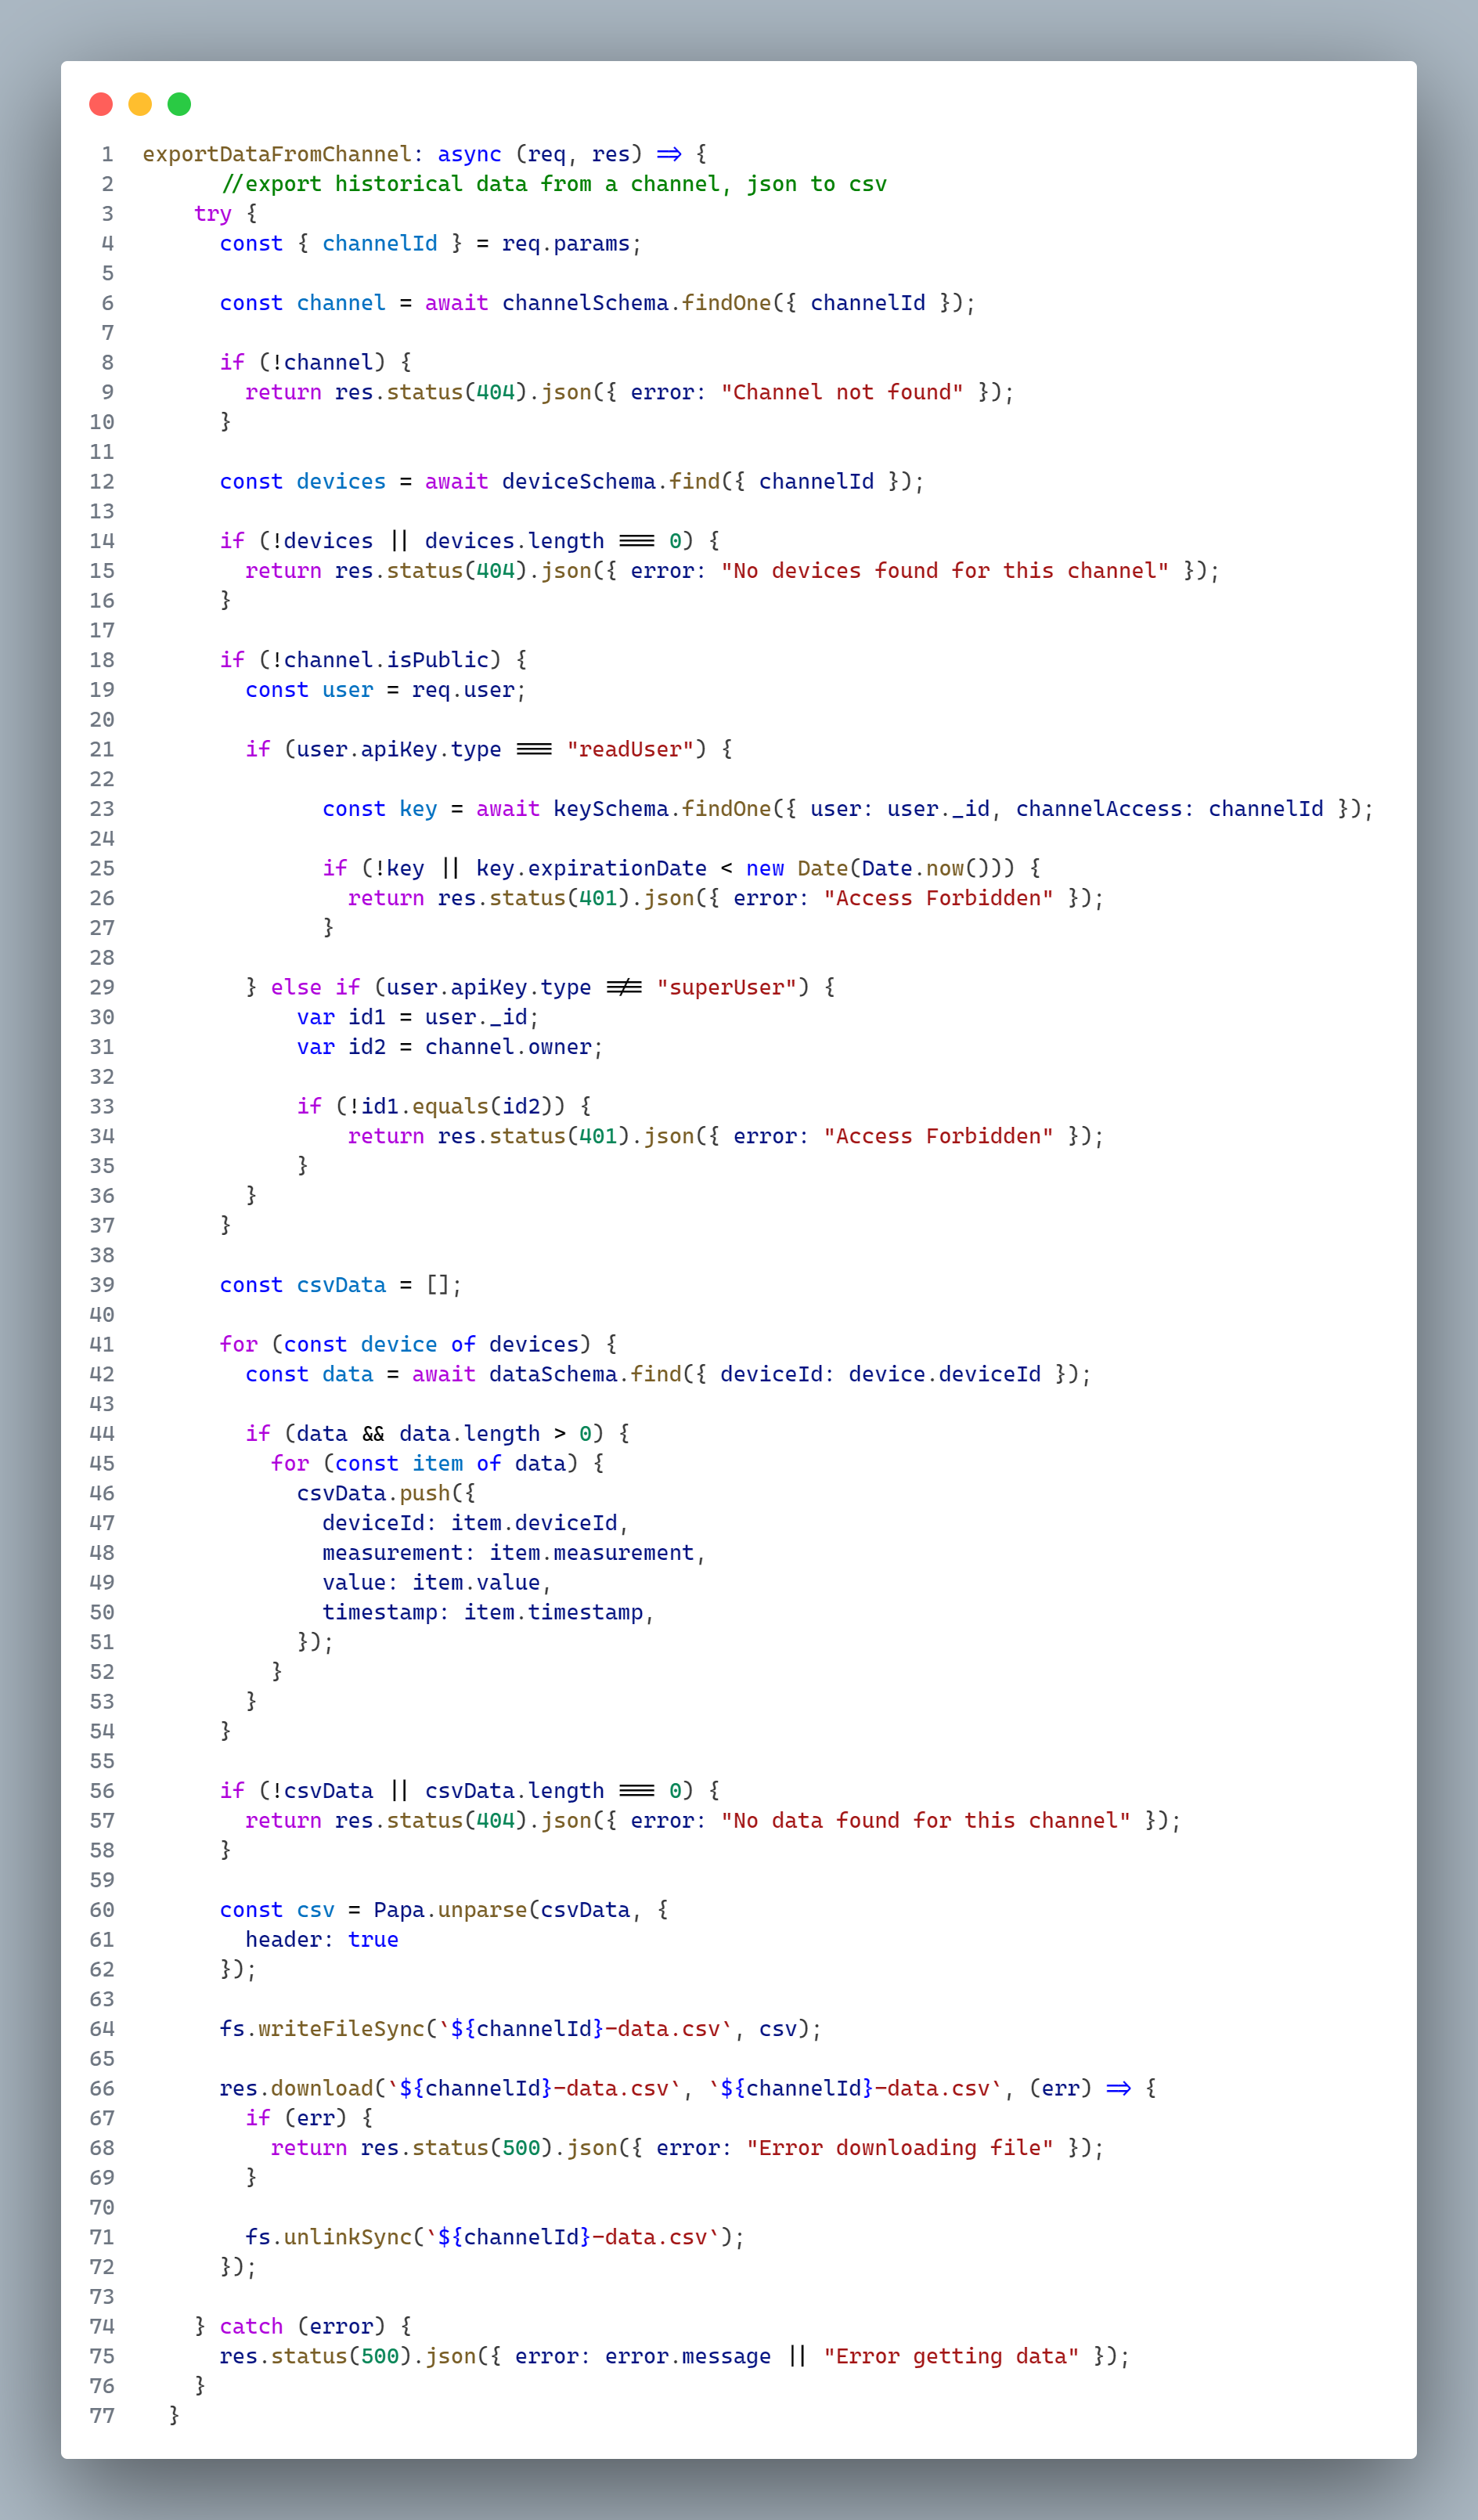 1 exportDataFromChannel: async (req, res) => {
2 //export historical data from a channel, json to csv
3 try {
4 const { channelId } = req.params;
5
6 const channel = await channelSchema.findOne({ channelId });
7
8 if (!channel) {
9 return res.status(404).json({ error: "Channel not found" });
10 }
11
12 const devices = await deviceSchema.find({ channelId });
13
14 if (!devices || devices.length === 0) {
15 return res.status(404).json({ error: "No devices found for this channel" });
16 }
17
18 if (!channel.isPublic) {
19 const user = req.user;
20
21 if (user.apiKey.type === "readUser") {
22
23 const key = await keySchema.findOne({ user: user._id, channelAccess: channelId });
24
25 if (!key || key.expirationDate < new Date(Date.now())) {
26 return res.status(401).json({ error: "Access Forbidden" });
27 }
28
29 } else if (user.apiKey.type !== "superUser") {
30 var id1 = user._id;
31 var id2 = channel.owner;
32
33 if (!id1.equals(id2)) {
34 return res.status(401).json({ error: "Access Forbidden" });
35 }
36 }
37 }
38
39 const csvData = [];
40
41 for (const device of devices) {
42 const data = await dataSchema.find({ deviceId: device.deviceId });
43
44 if (data && data.length > 0) {
45 for (const item of data) {
46 csvData.push({
47 deviceId: item.deviceId,
48 measurement: item.measurement,
49 value: item.value,
50 timestamp: item.timestamp,
51 });
52 }
53 }
54 }
55
56 if (!csvData || csvData.length === 0) {
57 return res.status(404).json({ error: "No data found for this channel" });
58 }
59
60 const csv = Papa.unparse(csvData, {
61 header: true
62 });
63
64 fs.writeFileSync(`${channelId}-data.csv`, csv);
65
66 res.download(`${channelId}-data.csv`, `${channelId}-data.csv`, (err) => {
67 if (err) {
68 return res.status(500).json({ error: "Error downloading file" });
69 }
70
71 fs.unlinkSync(`${channelId}-data.csv`);
72 });
73
74 } catch (error) {
75 res.status(500).json({ error: error.message || "Error getting data" });
76 }
77 }